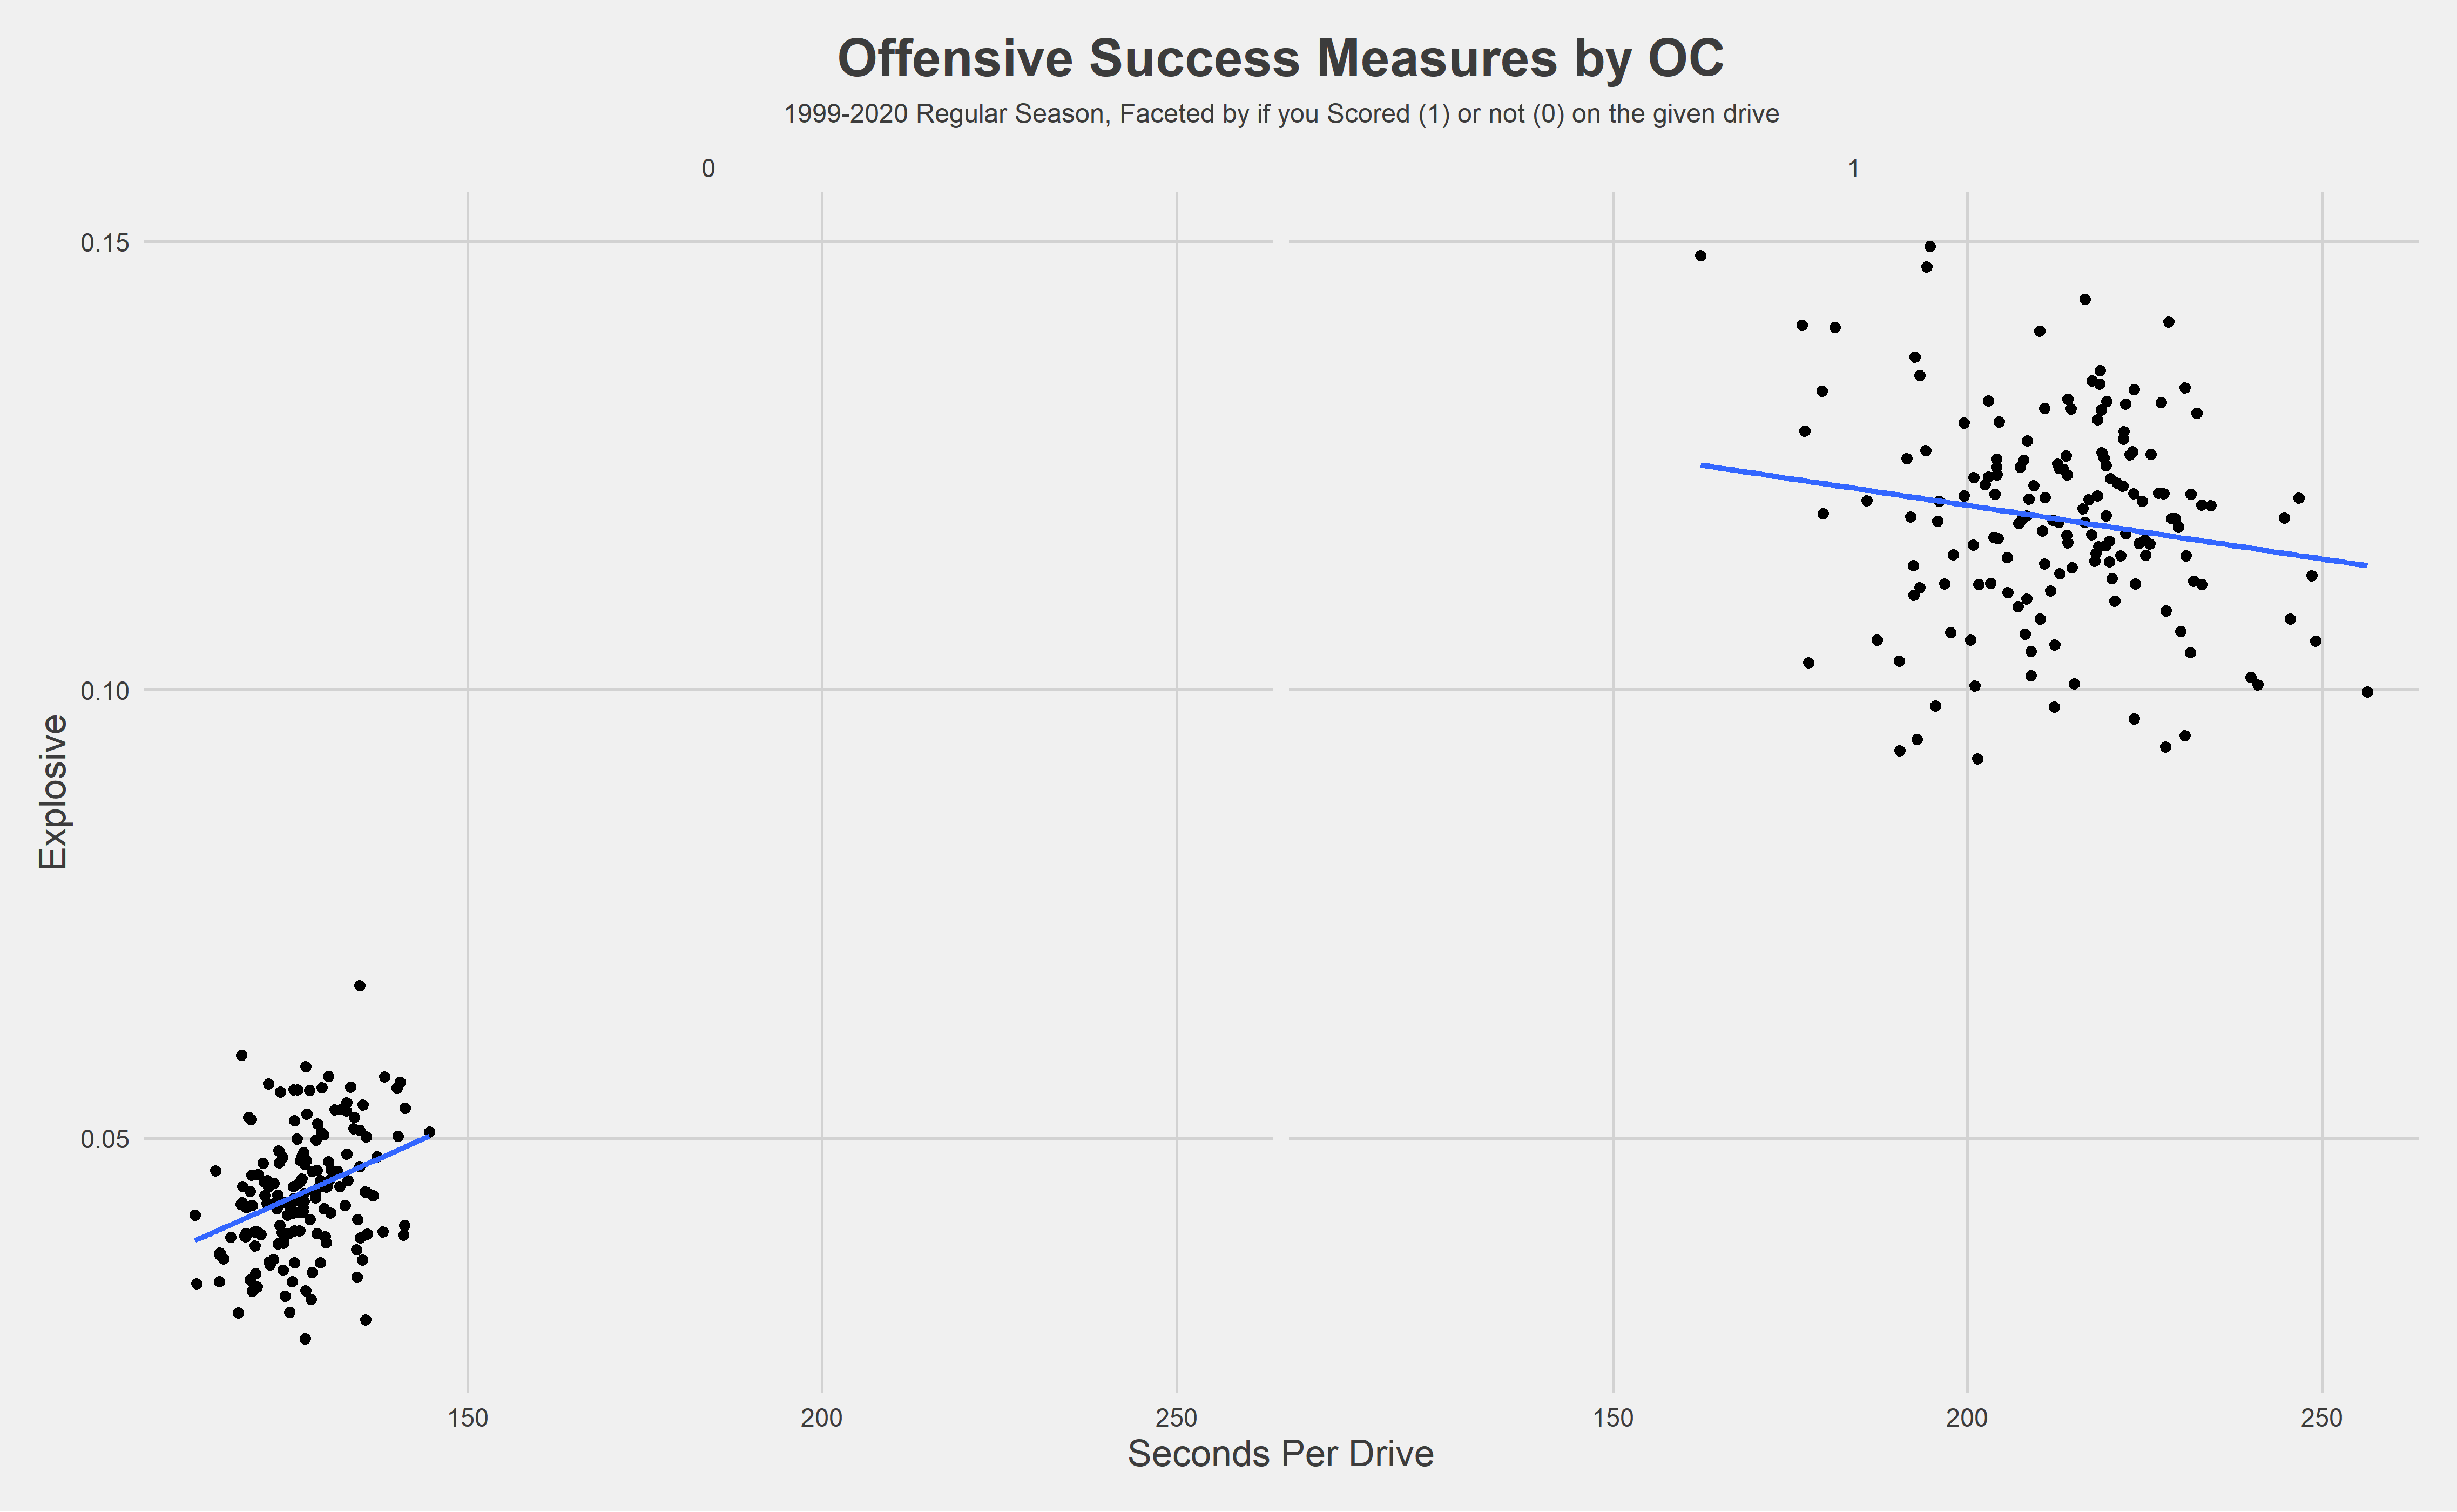 Offensive Success Measures by OC
1999-2020 Regular Season, Faceted by if you Scored (1) or not (0) on the given drive
0
1
0.15
0.10
0.05
Explosive
150
200
250
150
200
250
Seconds Per Drive